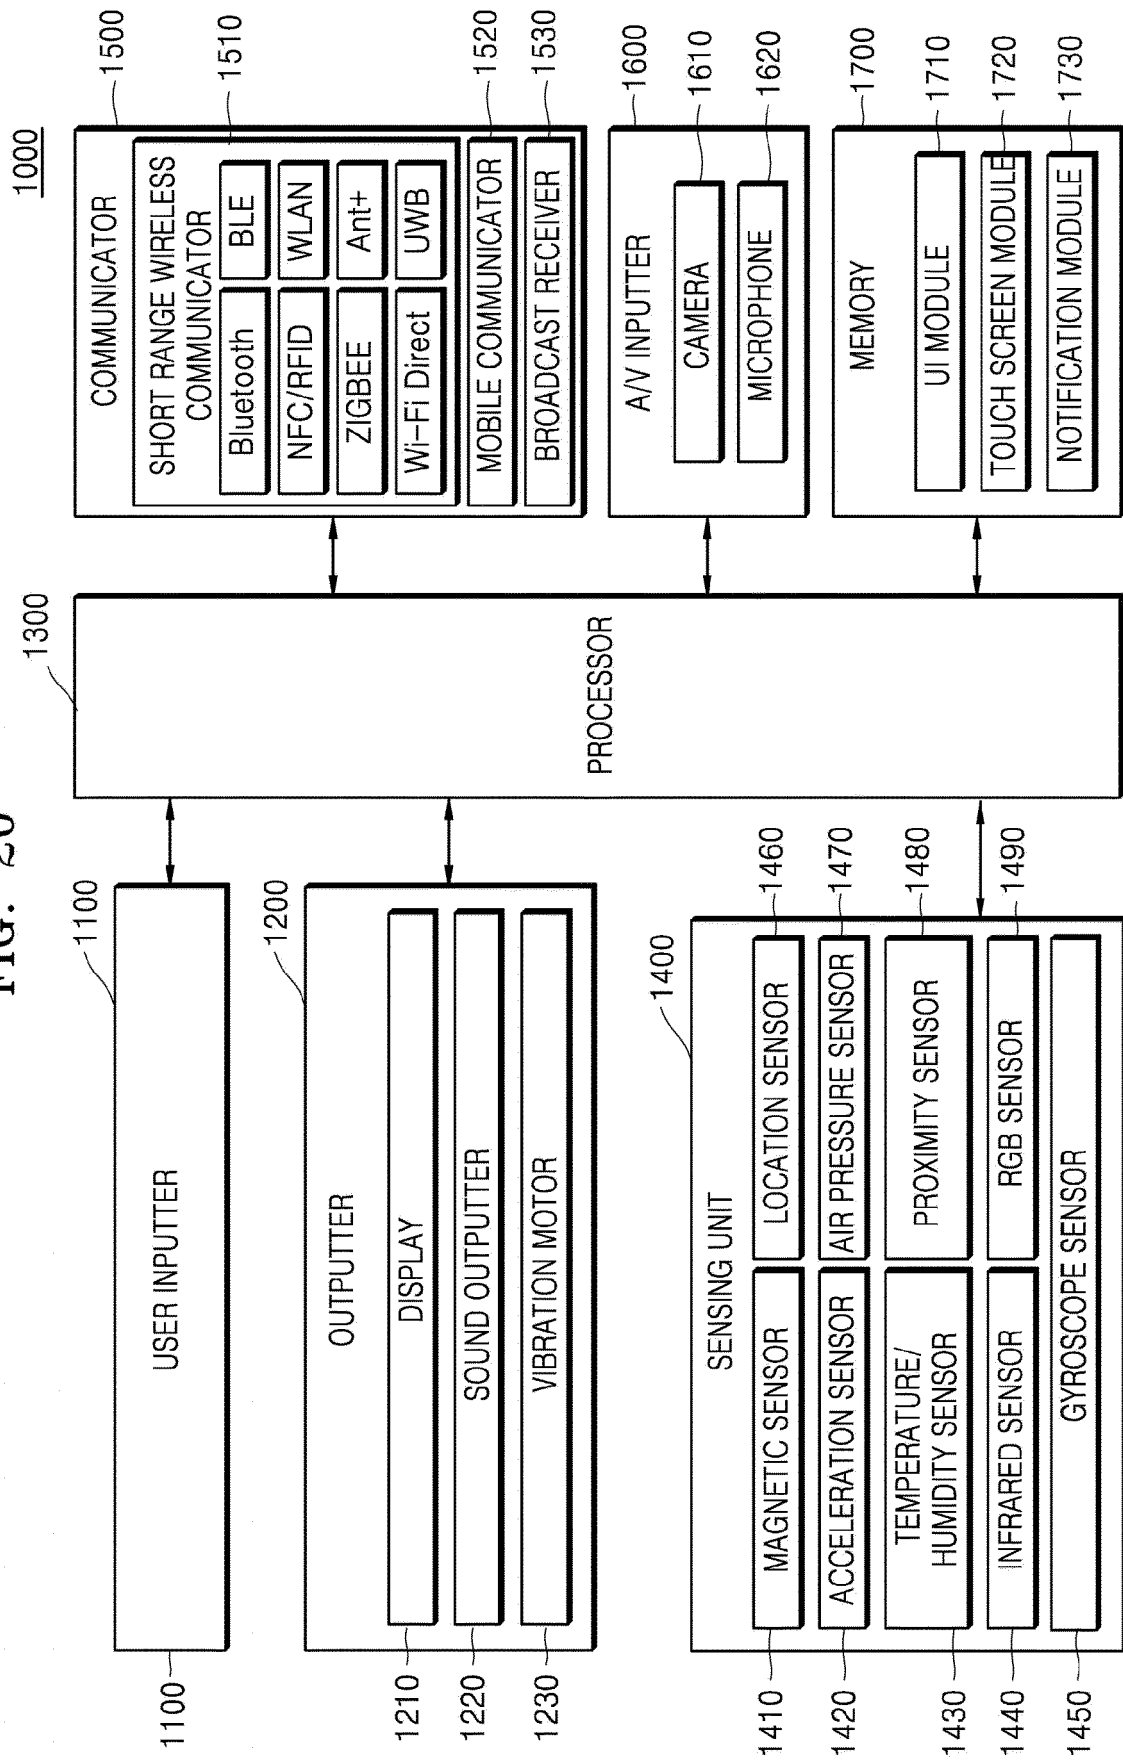 FIG. 20
1000
1100
1100
USER INPUTTER
1200
OUTPUTTER
1210
DISPLAY
1220
SOUND OUTPUTTER
1230
VIBRATION MOTOR
1400
SENSING UNIT
1410
MAGNETIC SENSOR
LOCATION SENSOR
1460
1420
ACCELERATION SENSOR
AIR PRESSURE SENSOR
1470
1430
TEMPERATURE/
HUMIDITY SENSOR
PROXIMITY SENSOR
1480
1440
INFRARED SENSOR
RGB SENSOR
1490
1450
GYROSCOPE SENSOR
1300
PROCESSOR
1500
COMMUNICATOR
SHORT RANGE WIRELESS
COMMUNICATOR
1510
Bluetooth
BLE
NFC/RFID
WLAN
ZIGBEE
Ant+
Wi-Fi Direct
UWB
MOBILE COMMUNICATOR
1520
BROADCAST RECEIVER
1530
1600
A/V INPUTTER
CAMERA
1610
MICROPHONE
1620
1700
MEMORY
UI MODULE
1710
TOUCH SCREEN MODULE
1720
NOTIFICATION MODULE
1730